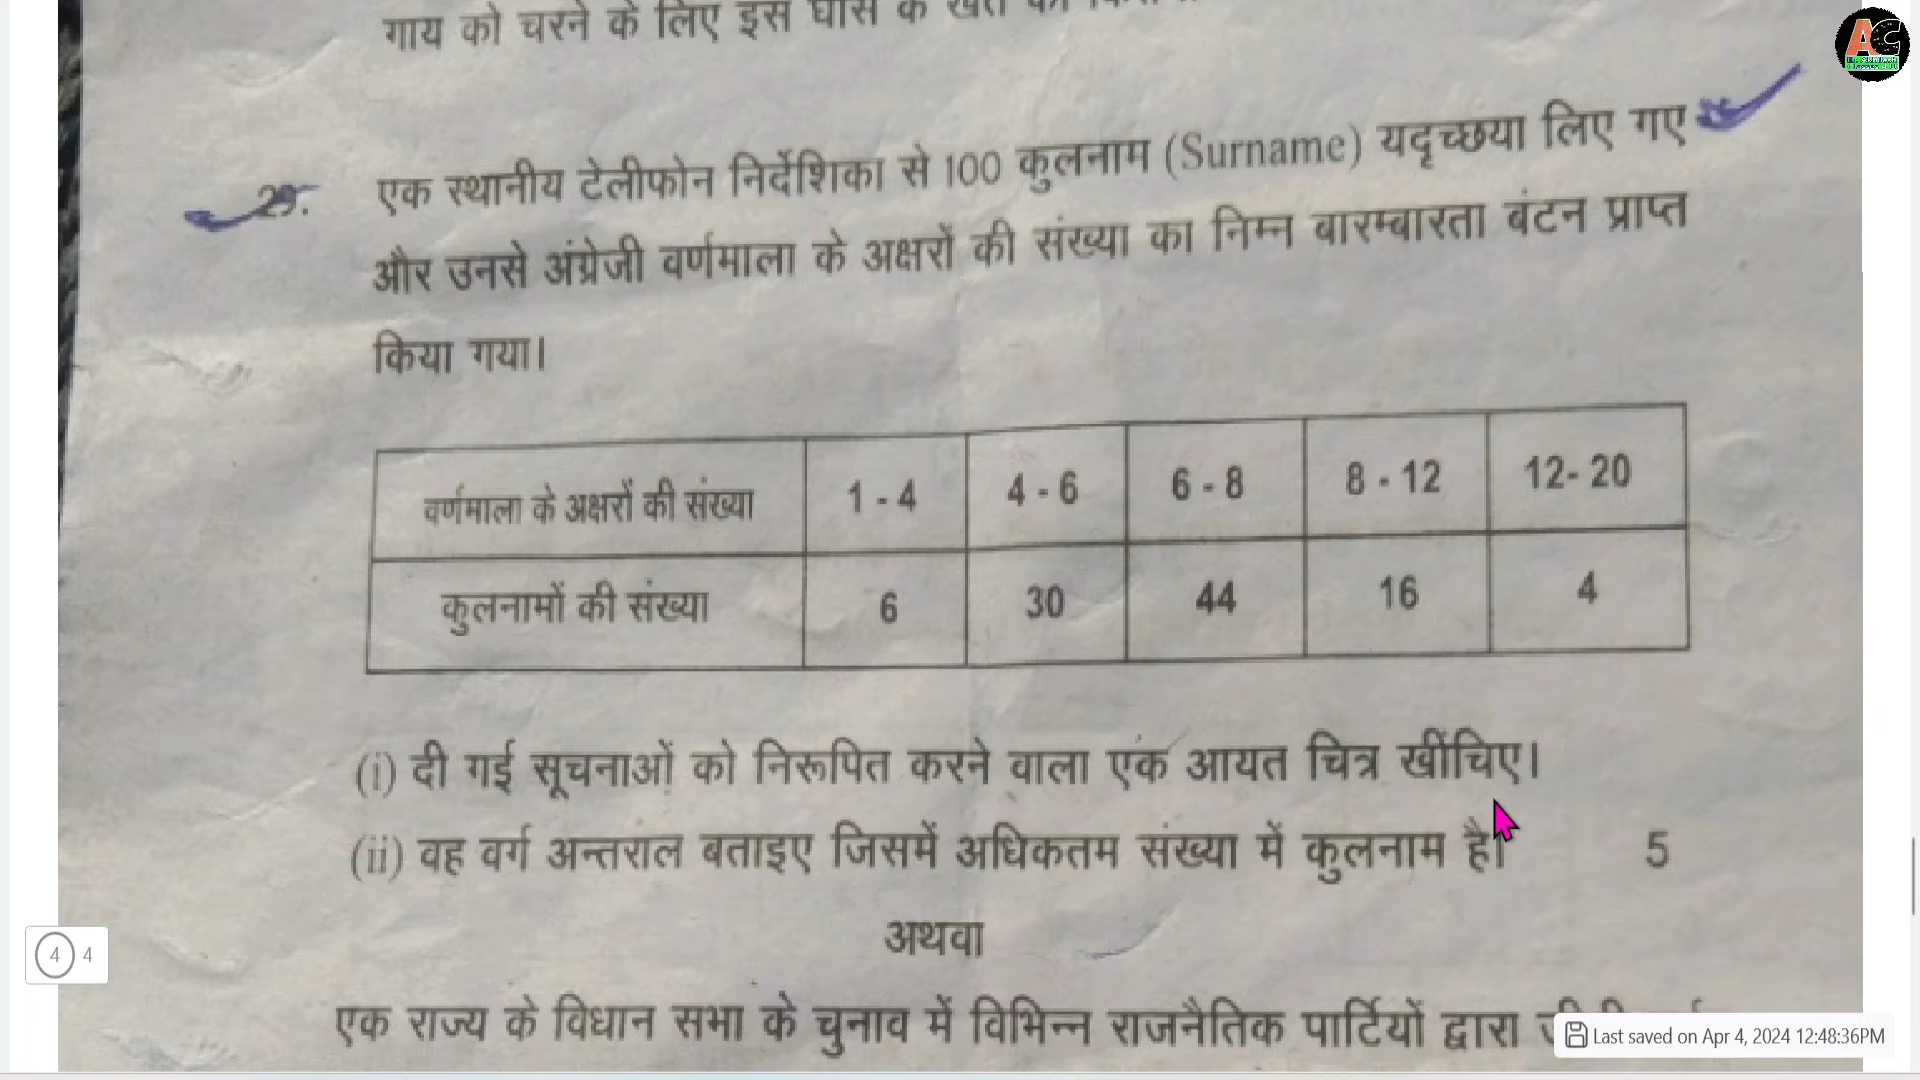 गाय को चरने के लिए इस घास के खेत
29. एक स्थानीय टेलीफोन निर्देशिका से 100 कुलनाम (Surname) यदृच्छया लिए गए
और उनसे अंग्रेजी वर्णमाला के अक्षरों की संख्या का निम्न बारम्बारता बंटन प्राप्त
किया गया।
वर्णमाला के अक्षरों की संख्या 1 - 4 4 - 6 6 - 8 8 - 12 12- 20
कुलनामों की संख्या 6 30 44 16 4
(i) दी गई सूचनाओं को निरूपित करने वाला एक आयत चित्र खींचिए।
(ii) वह वर्ग अन्तराल बताइए जिसमें अधिकतम संख्या में कुलनाम है। 5
अथवा
एक राज्य के विधान सभा के चुनाव में विभिन्न राजनैतिक पार्टियों द्वारा
AC
4 4
Last saved on Apr 4, 2024 12:48:36PM